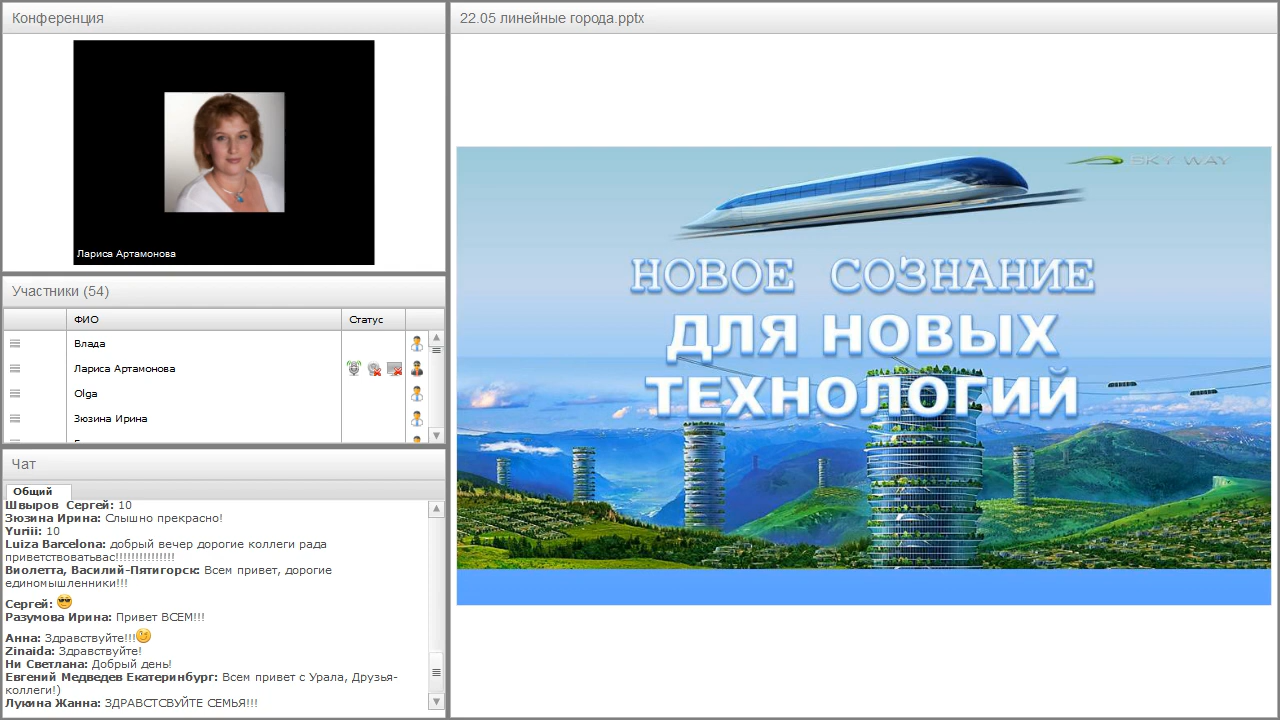 Конференция
Лариса Артамонова
Участники (54)
ФИО Статус
Влада
Лариса Артамонова
Olga
Зюзина Ирина
Чат
Общий
Швыров Сергей: 10
Зюзина Ирина: Слышно прекрасно)
Yuriii: 10
Luiza Barcelona: добрый вечер дорогие коллеги рада
приветствоватьвас!!!!!!!!!!!!!!!
Виолетта, Василий-Пятигорск: Всем привет, дорогие
единомышленники!!!
Сергей:
Разумова Ирина: Привет ВСЕМ!!!
Анна: Здравствуйте!!!
Zinaida: Здравствуйте!
Ни Светлана: Добрый день!
Евгений Медведев Екатеринбург: Всем привет с Урала, Друзья-
коллеги!)
Лукина Жанна: ЗДРАВСТСВУЙТЕ СЕМЬЯ!!!
22.05 линейные города.pptx
SKY WAY
НОВОЕ СОЗНАНИЕ
ДЛЯ НОВЫХ
ТЕХНОЛОГИЙ